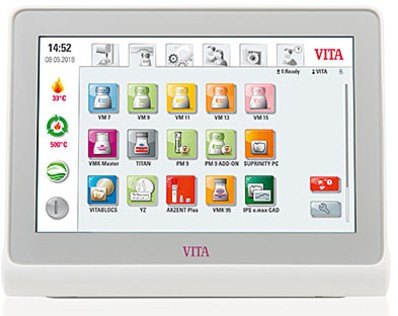 14:52
08.05.2018
VITA
1:Ready
VITA
6
33°C
500°C
VM 7
VM 9
VM 11
VM 13
VM 15
VMK Master
TITAN
PM 9
PM 9 ADD-ON
SUPRINITY PC
VITABLOCS
YZ
AKZENT Plus
VMK 95
IPS e.max CAD
VITA